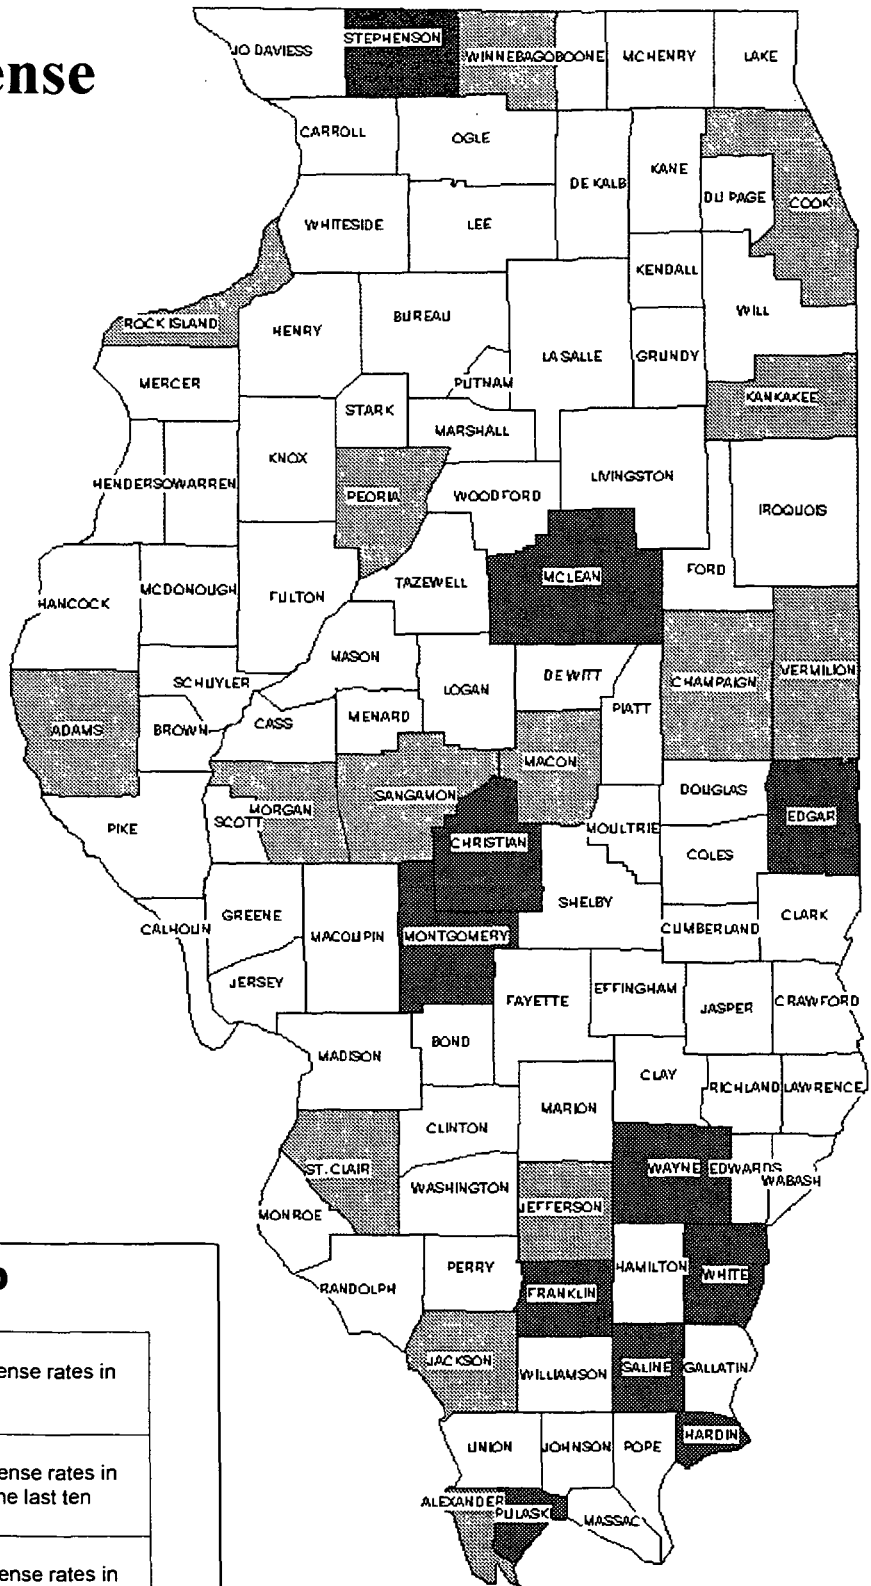 ense
JO DAVIESS
STEPHENSON
WINNEBAGO
BOONE
MCHENRY
LAKE
CARROLL
OGLE
DE KALB
KANE
DU PAGE
COOK
WHITESIDE
LEE
KENDALL
WILL
ROCK ISLAND
HENRY
BUREAU
LA SALLE
GRUNDY
MERCER
PUTNAM
KANKAKEE
STARK
MARSHALL
KNOX
HENDERSO
WARREN
PEORIA
WOODFORD
LIVINGSTON
IROQUOIS
HANCOCK
MCDONOUGH
FULTON
TAZEWELL
MCLEAN
FORD
MASON
SCHUYLER
LOGAN
DE WITT
CHAMPAIGN
VERMILION
ADAMS
BROWN
CASS
MENARD
PIATT
MACON
PIKE
SCOTT
MORGAN
SANGAMON
DOUGLAS
EDGAR
MOULTRIE
CHRISTIAN
COLES
SHELBY
CALHOUN
GREENE
MACOUPIN
MONTGOMERY
CUMBERLAND
CLARK
JERSEY
FAYETTE
EFFINGHAM
JASPER
CRAWFORD
MADISON
BOND
CLAY
RICHLAND
LAWRENCE
MARION
CLINTON
ST. CLAIR
WASHINGTON
WAYNE
EDWARDS
WABASH
MONROE
JEFFERSON
RANDOLPH
PERRY
HAMILTON
WHITE
FRANKLIN
JACKSON
WILLIAMSON
SALINE
GALLATIN
HARDIN
UNION
JOHNSON
POPE
ALEXANDER
PULASK
MASSAC
ense rates in
ense rates in
he last ten
ense rates in